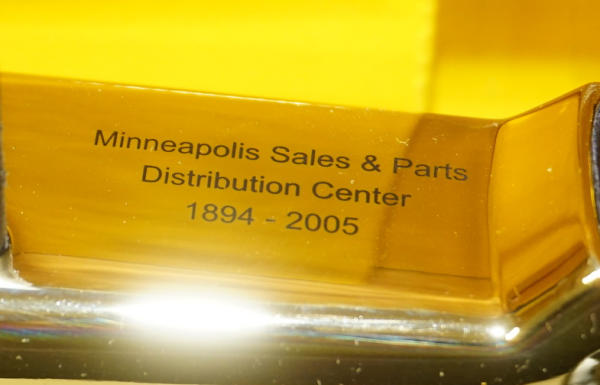 Minneapolis Sales & Parts
Distribution Center
1894 - 2005